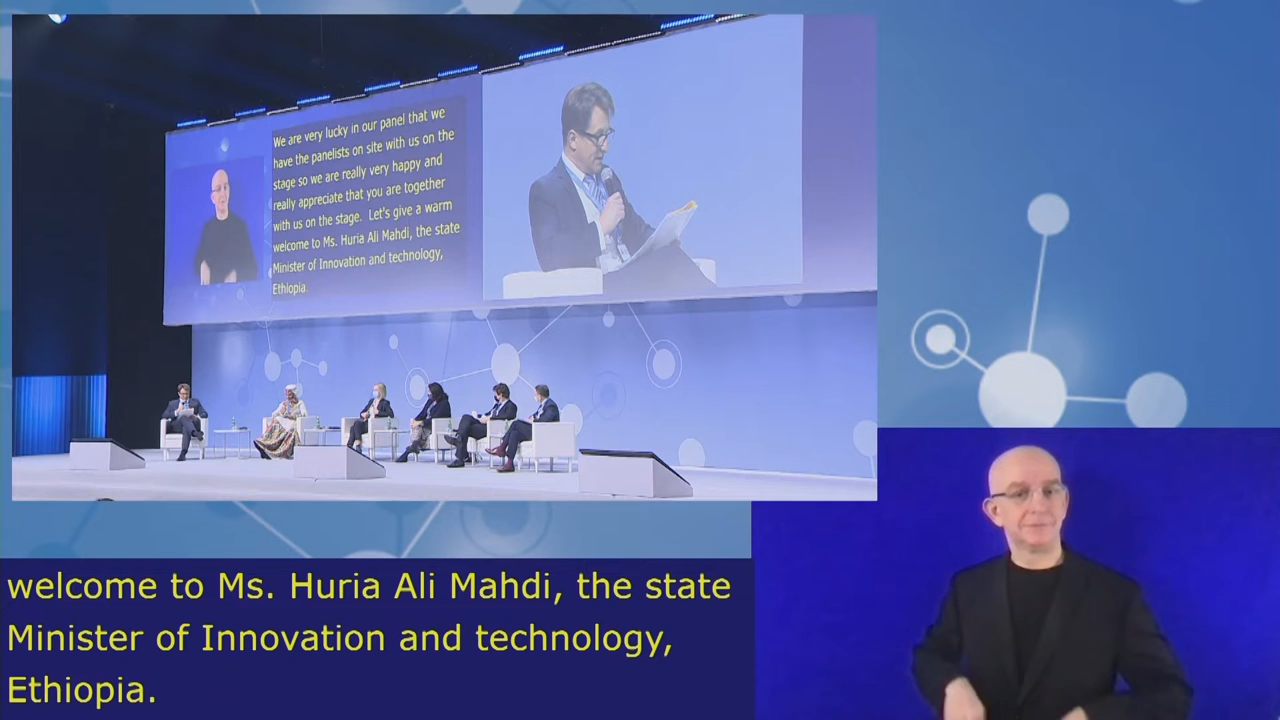 We are very lucky in our panel that we
have the panelists on site with us on the
stage so we are really very happy and
really appreciate that you are together
with us on the stage. Let's give a warm
welcome to Ms. Huria Ali Mahdi, the state
Minister of Innovation and technology,
Ethiopia.
welcome to Ms. Huria Ali Mahdi, the state
Minister of Innovation and technology,
Ethiopia.